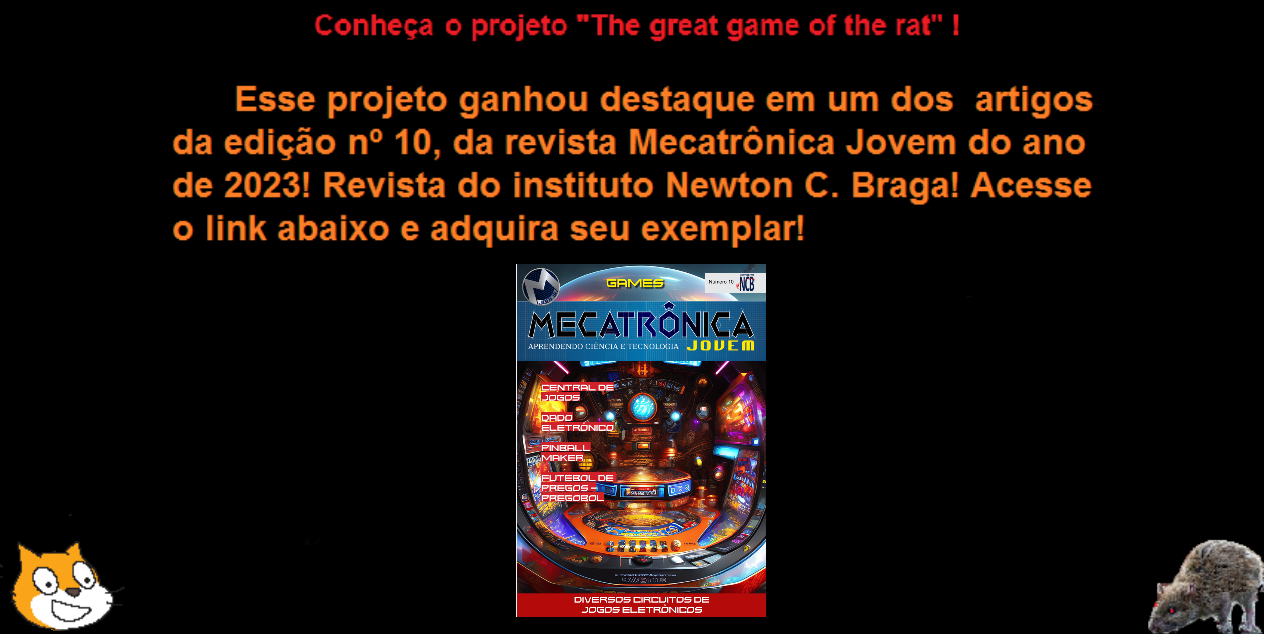 Conheça o projeto "The great game of the rat" !
Esse projeto ganhou destaque em um dos artigos
da edição nº 10, da revista Mecatrônica Jovem do ano
de 2023! Revista do instituto Newton C. Braga! Acesse
o link abaixo e adquira seu exemplar!
GAMES
Número 10
NCB
MECATRÔNICA
APRENDENDO CIÊNCIA E TECNOLOGIA
JOVEM
CENTRAL DE
JOGOS
DADO
ELETRÔNICO
PINBALL
MAKER
FUTEBOL DE
PREGOS -
PREGOBOL
DIVERSOS CIRCUITOS DE
JOGOS ELETRÔNICOS